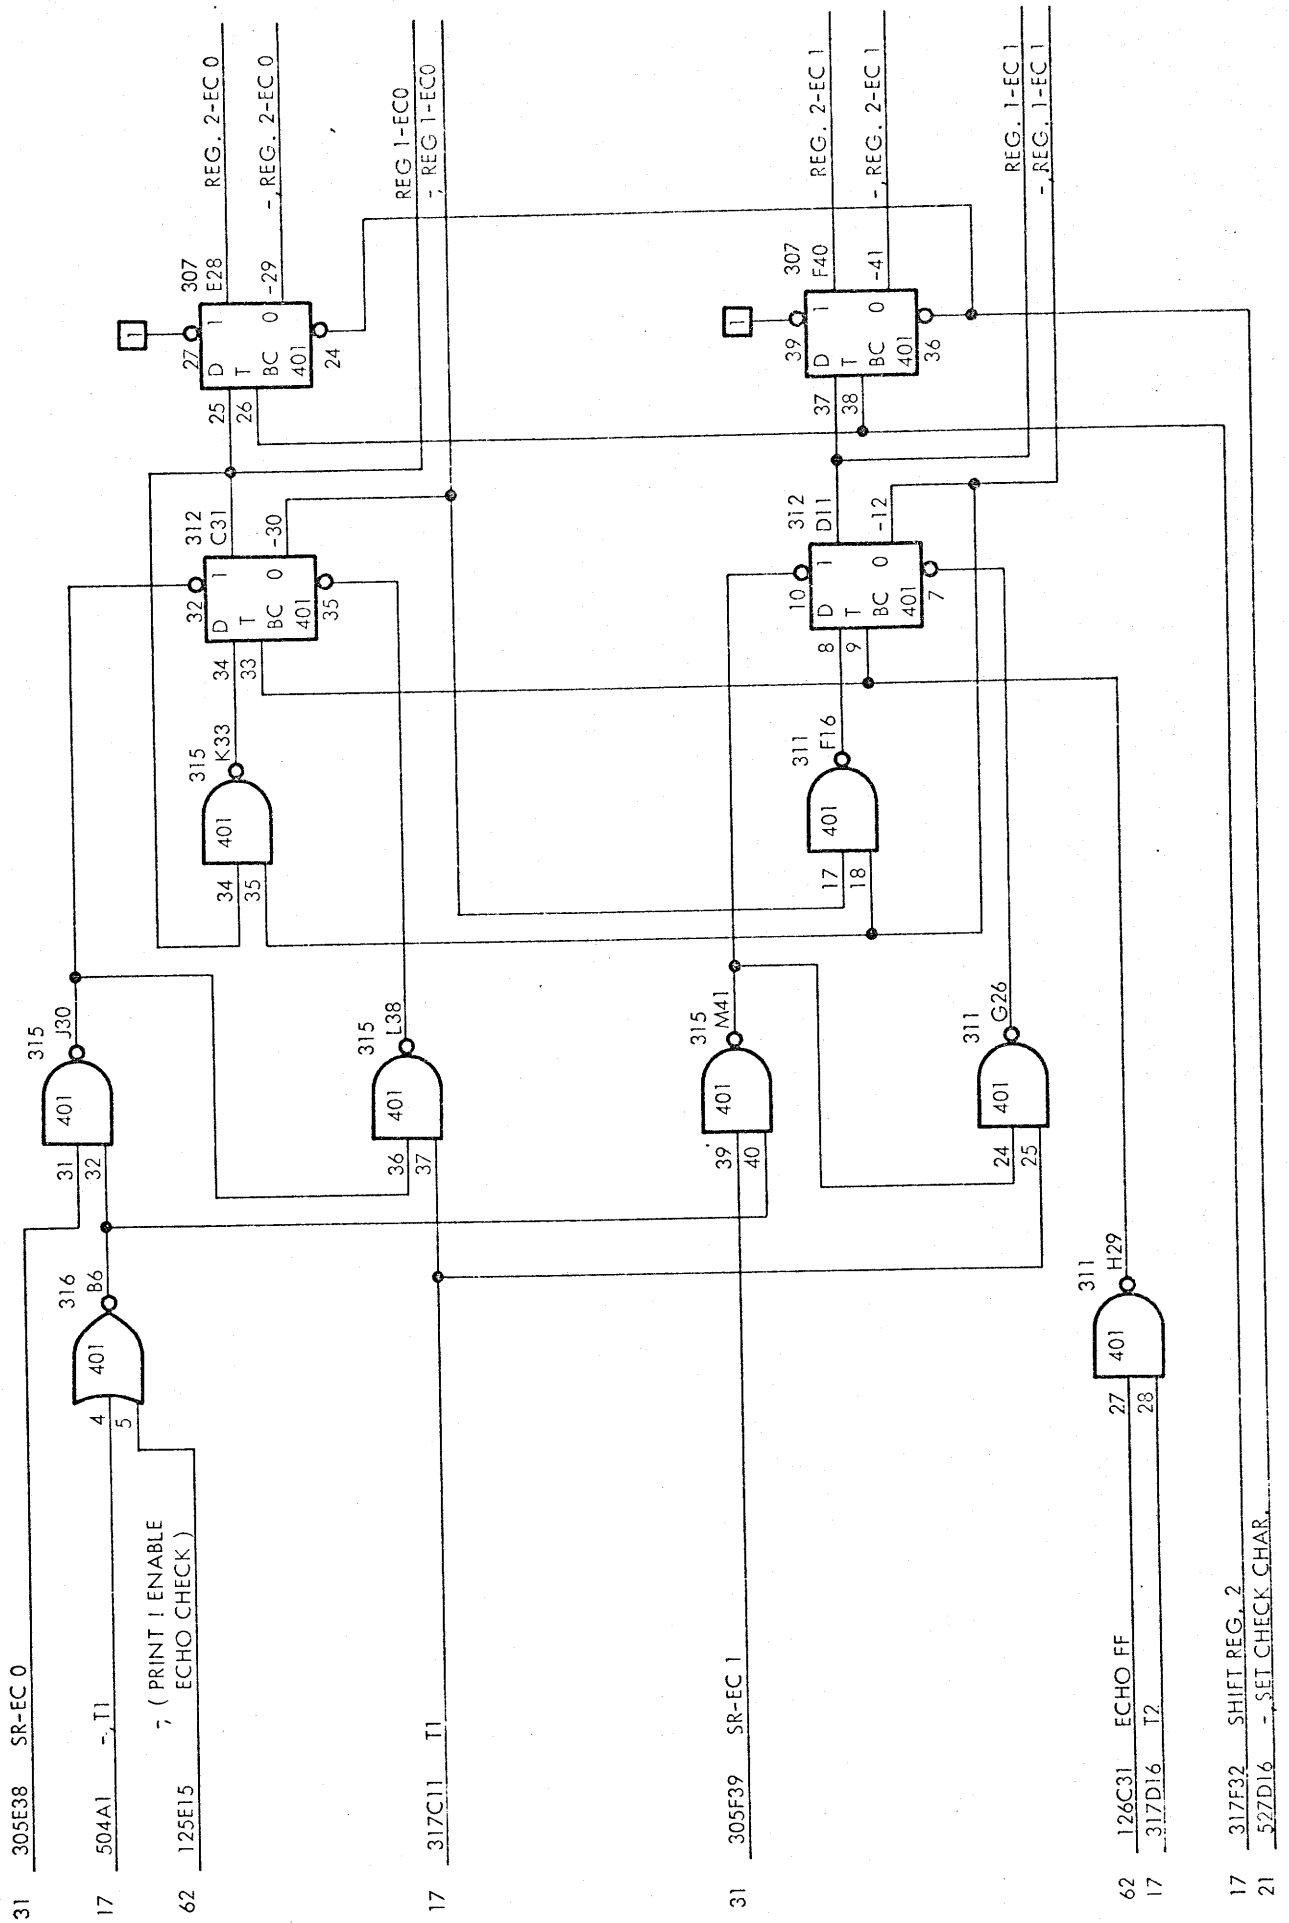 31 305E38 SR-EC 0
17 504A1 -,T1
62 125E15 -, ( PRINT 1 ENABLE
ECHO CHECK )
4
5
316
B6
401
31
32
315
J30
401
17 317C11 T1
36
37
315
L38
401
34
35
315
K33
401
34
33
32
312
C31
-30
D 1
T
BC 0
401
35
25
26
27
1
307
E28
-29
D 1
T
BC 0
401
24
REG. 2-EC 0
-,REG. 2-EC 0
REG 1-EC0
-, REG 1-EC0
31 305F39 SR-EC 1
39
40
315
M41
401
24
25
311
G26
401
17
18
311
F16
401
8
9
10
312
D11
-12
D 1
T
BC 0
401
7
37
38
39
1
307
F40
-41
D 1
T
BC 0
401
36
REG. 2-EC 1
-,REG. 2-EC 1
REG. 1-EC 1
-,REG. 1-EC 1
62 126C31 ECHO FF
17 317D16 T2
27
28
311
H29
401
17 317F32 SHIFT REG. 2
21 527D16 -,SET CHECK CHAR.